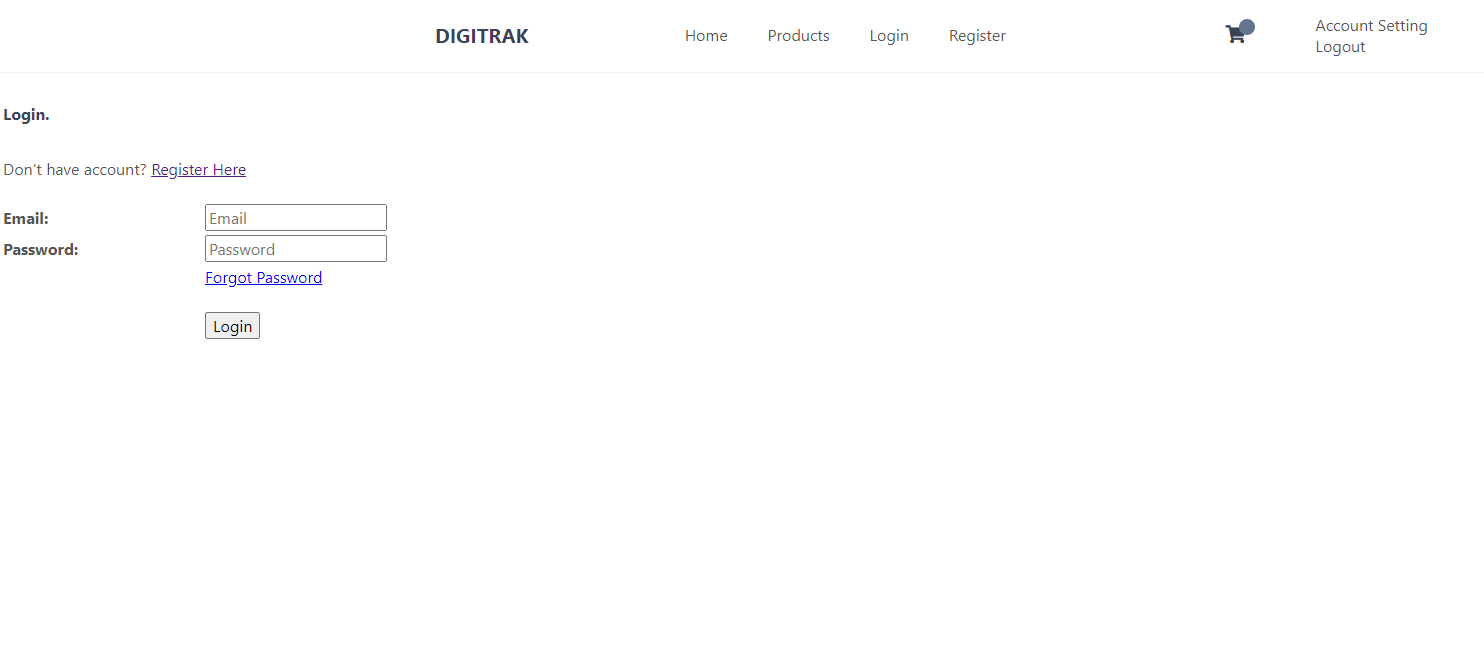 DIGITRAK Home Products Login Register Account Setting
Logout
Login.
Don't have account? Register Here
Email: Email
Password: Password
Forgot Password
Login